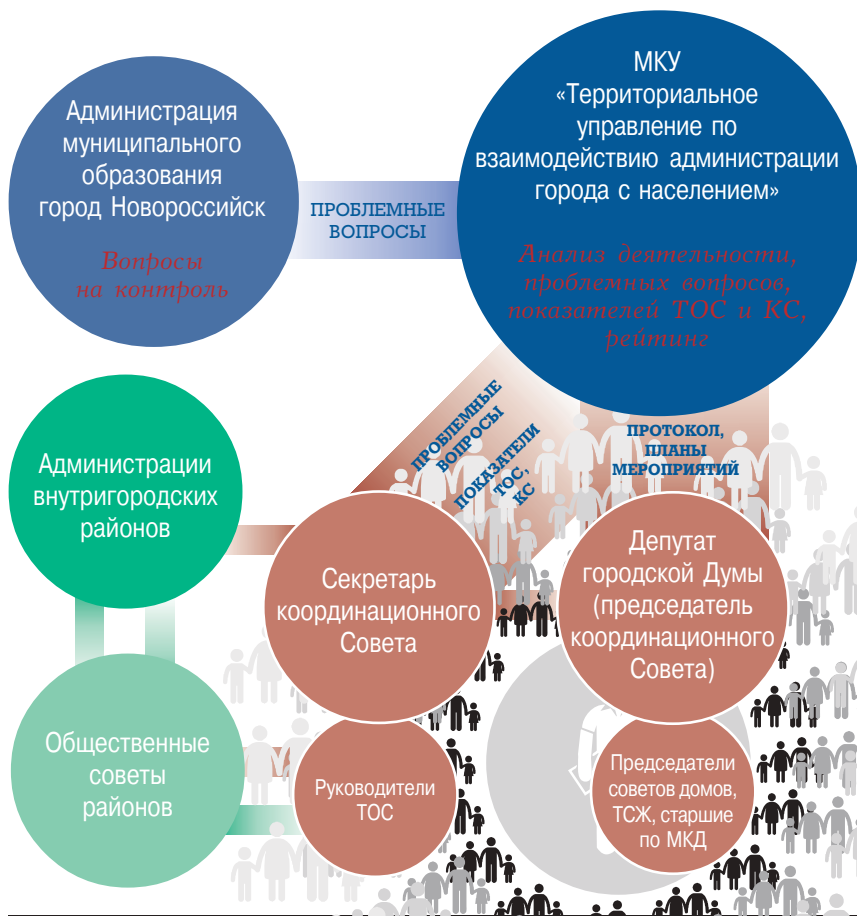 Администрация
муниципального
образования
город Новороссийск
Вопросы
на контроль
ПРОБЛЕМНЫЕ
ВОПРОСЫ
МКУ
«Территориальное
управление по
взаимодействию администрации
города с населением»
Анализ деятельности,
проблемных вопросов,
показателей ТОС и КС,
рейтинг
ПРОБЛЕМНЫЕ
ВОПРОСЫ
ПОКАЗАТЕЛИ
ТОС,
КС
ПРОТОКОЛ,
ПЛАНЫ
МЕРОПРИЯТИЙ
Администрации
внутригородских
районов
Секретарь
координационного
Совета
Депутат
городской Думы
(председатель
координационного
Совета)
Общественные
советы
районов
Руководители
ТОС
Председатели
советов домов,
ТСЖ, старшие
по МКД